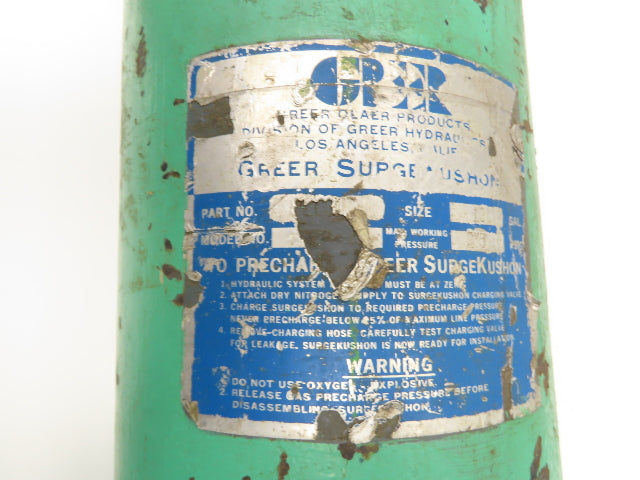 GREER
GREER OLAER PRODUCTS
DIVISION OF GREER HYDRAULICS
LOS ANGELES, CALIF.
GREER SURGEKUSHON
PART NO. SIZE GAL.
MODEL NO. MAX. WORKING
PRESSURE
TO PRECHARGE GREER SURGEKUSHON
1. HYDRAULIC SYSTEM MUST BE AT ZERO
2. ATTACH DRY NITROGEN SUPPLY TO SURGEKUSHON CHARGING VALVE
3. CHARGE SURGEKUSHON TO REQUIRED PRECHARGE PRESSURE
NEVER PRECHARGE BELOW 25% OF MAXIMUM LINE PRESSURE
4. REMOVE CHARGING HOSE CAREFULLY TEST CHARGING VALVE
FOR LEAKAGE. SURGEKUSHON IS NOW READY FOR INSTALLATION
WARNING
1. DO NOT USE OXYGEN EXPLOSIVE
2. RELEASE GAS PRECHARGE PRESSURE BEFORE
DISASSEMBLING SURGEKUSHON